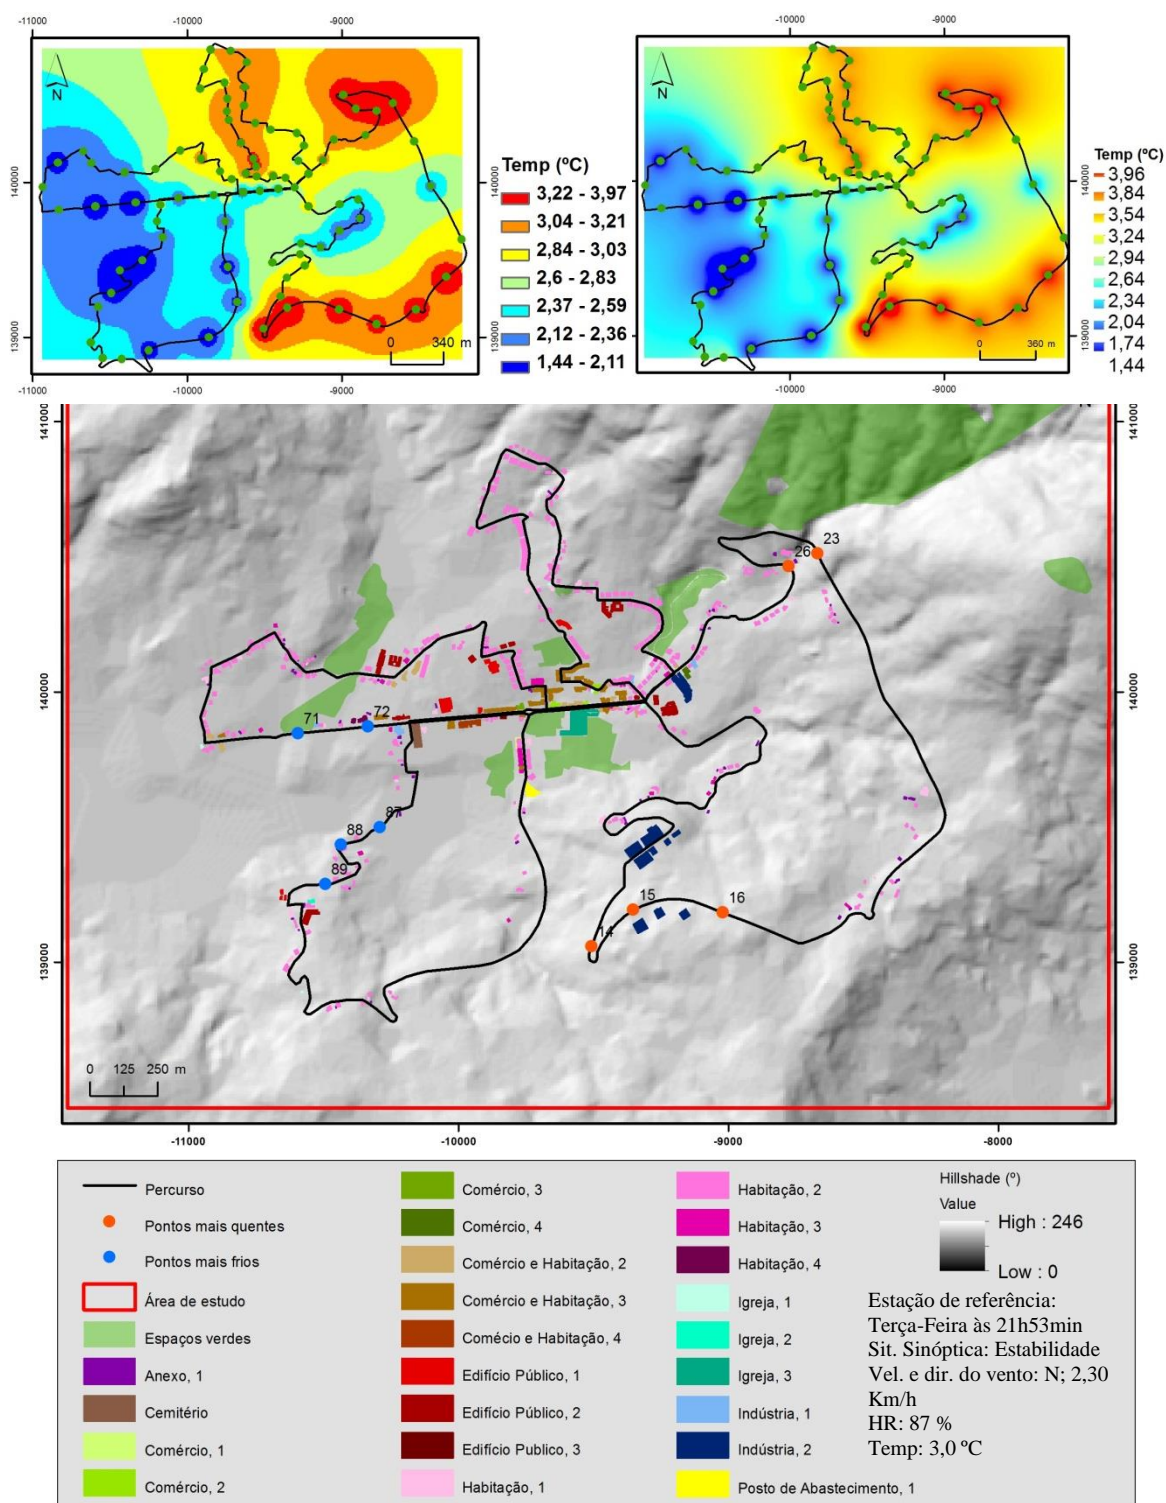 -10000
-9000
141000
140000
139000
N
0 340 m
-11000
-10000
-9000
Temp (ºC)
3,22 - 3,97
3,04 - 3,21
2,84 - 3,03
2,6 - 2,83
2,37 - 2,59
2,12 - 2,36
1,44 - 2,11
-10000
-9000
140000
139000
N
0 360 m
-10000
-9000
Temp (ºC)
3,96
3,84
3,54
3,24
2,94
2,64
2,34
2,04
1,74
1,44
141000
140000
139000
141000
140000
139000
23
26
71
72
87
88
89
15
16
14
0 125 250 m
-11000
-10000
-9000
-8000
Percurso
Pontos mais quentes
Pontos mais frios
Área de estudo
Espaços verdes
Anexo, 1
Cemitério
Comércio, 1
Comércio, 2
Comércio, 3
Comércio, 4
Comércio e Habitação, 2
Comércio e Habitação, 3
Comécio e Habitação, 4
Edifício Público, 1
Edifício Público, 2
Edifício Publico, 3
Habitação, 1
Habitação, 2
Habitação, 3
Habitação, 4
Igreja, 1
Igreja, 2
Igreja, 3
Indústria, 1
Indústria, 2
Posto de Abastecimento, 1
Hillshade (º)
Value
High : 246
Low : 0
Estação de referência:
Terça-Feira às 21h53min
Sit. Sinóptica: Estabilidade
Vel. e dir. do vento: N; 2,30
Km/h
HR: 87 %
Temp: 3,0 ºC